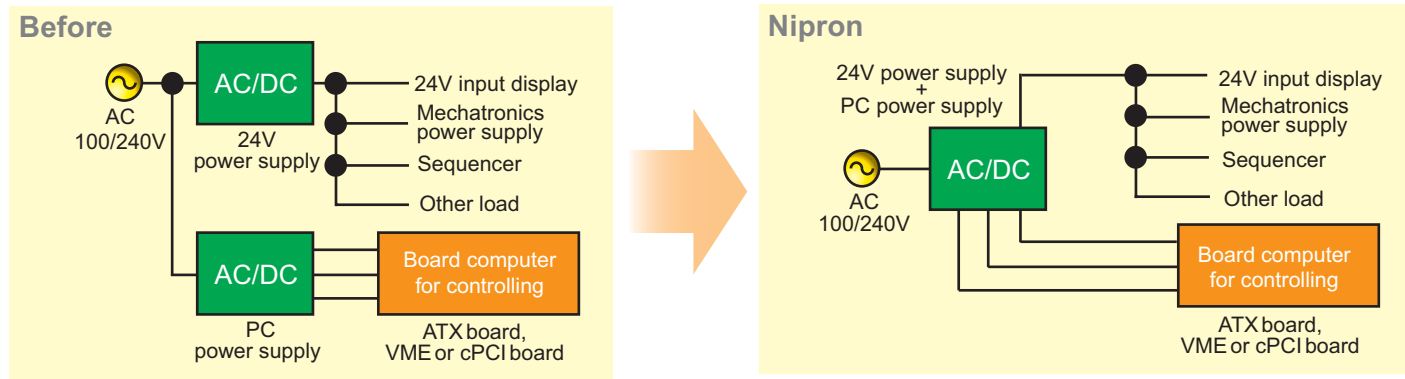 Before
AC
100/240V
AC/DC
24V
power supply
24V input display
Mechatronics
power supply
Sequencer
Other load
AC/DC
PC
power supply
Board computer
for controlling
ATX board,
VME or cPCI board
Nipron
24V power supply
+
PC power supply
AC/DC
AC
100/240V
24V input display
Mechatronics
power supply
Sequencer
Other load
Board computer
for controlling
ATX board,
VME or cPCI board